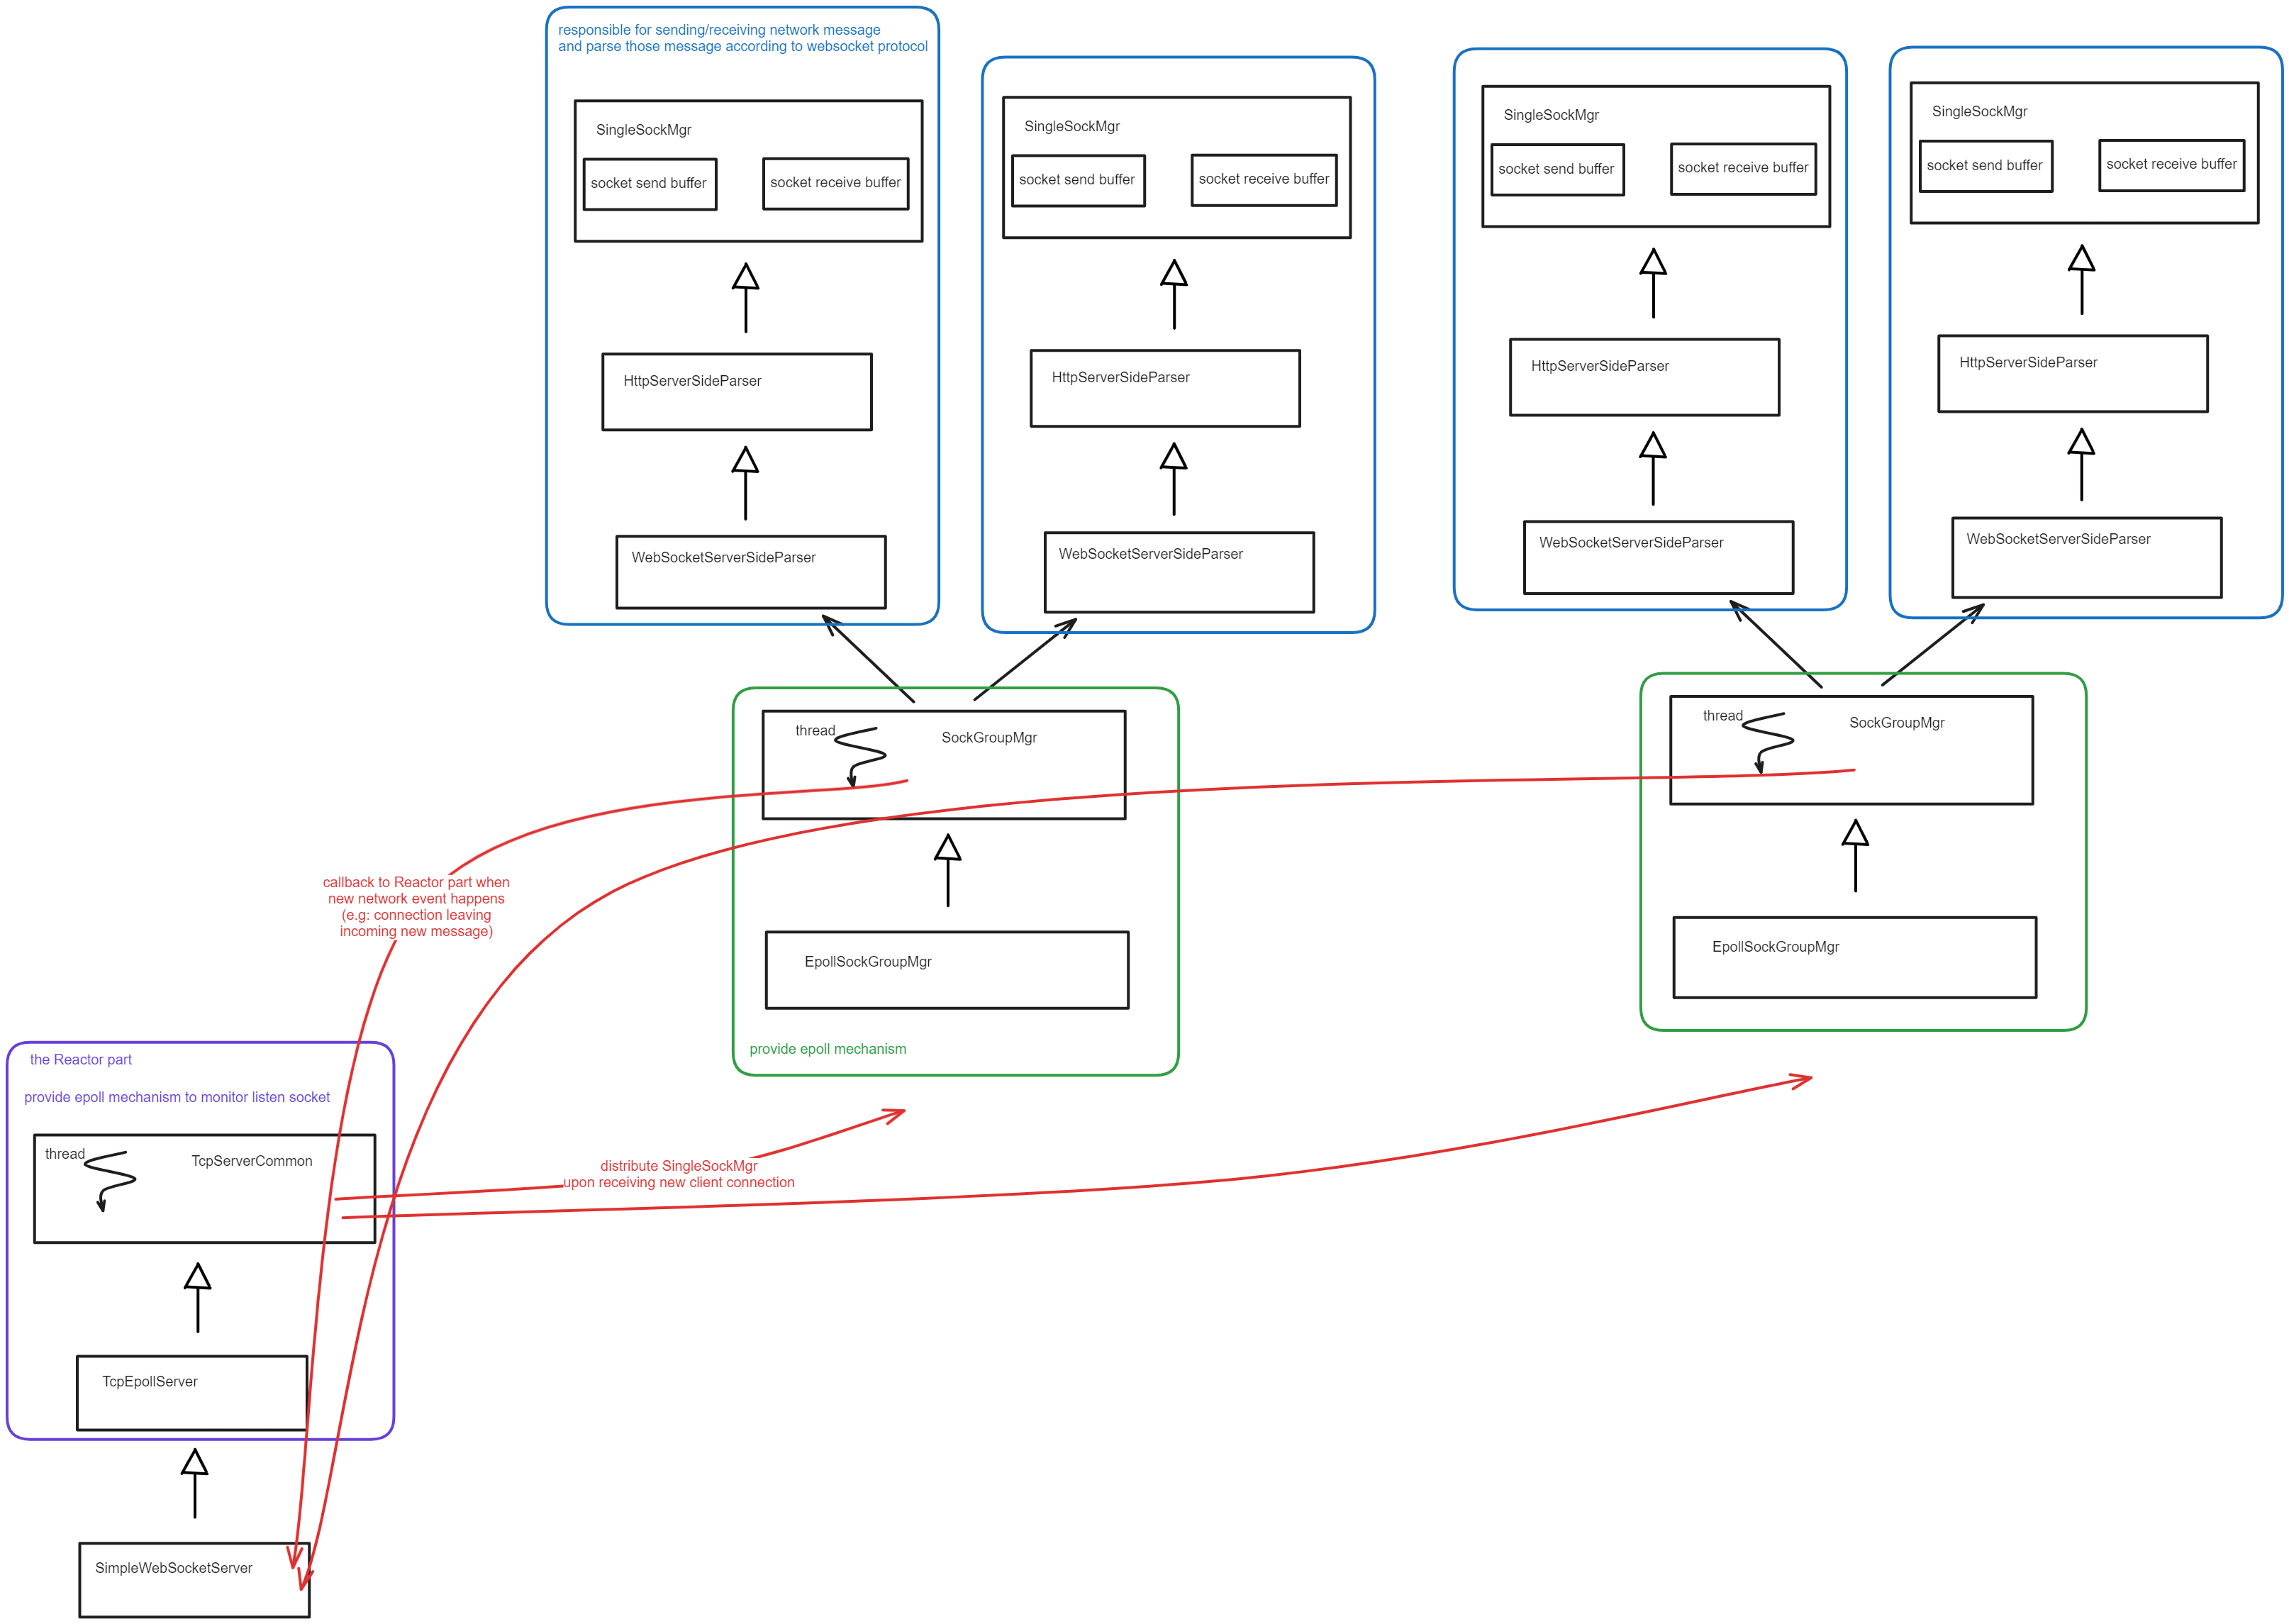 responsible for sending/receiving network message
and parse those message according to websocket protocol
SingleSockMgr
socket send buffer
socket receive buffer
HttpServerSideParser
WebSocketServerSideParser
SingleSockMgr
socket send buffer
socket receive buffer
HttpServerSideParser
WebSocketServerSideParser
SingleSockMgr
socket send buffer
socket receive buffer
HttpServerSideParser
WebSocketServerSideParser
SingleSockMgr
socket send buffer
socket receive buffer
HttpServerSideParser
WebSocketServerSideParser
thread
SockGroupMgr
EpollSockGroupMgr
provide epoll mechanism
thread
SockGroupMgr
EpollSockGroupMgr
callback to Reactor part when
new network event happens
(e.g: connection leaving
incoming new message)
the Reactor part
provide epoll mechanism to monitor listen socket
thread
TcpServerCommon
distribute SingleSockMgr
upon receiving new client connection
TcpEpollServer
SimpleWebSocketServer